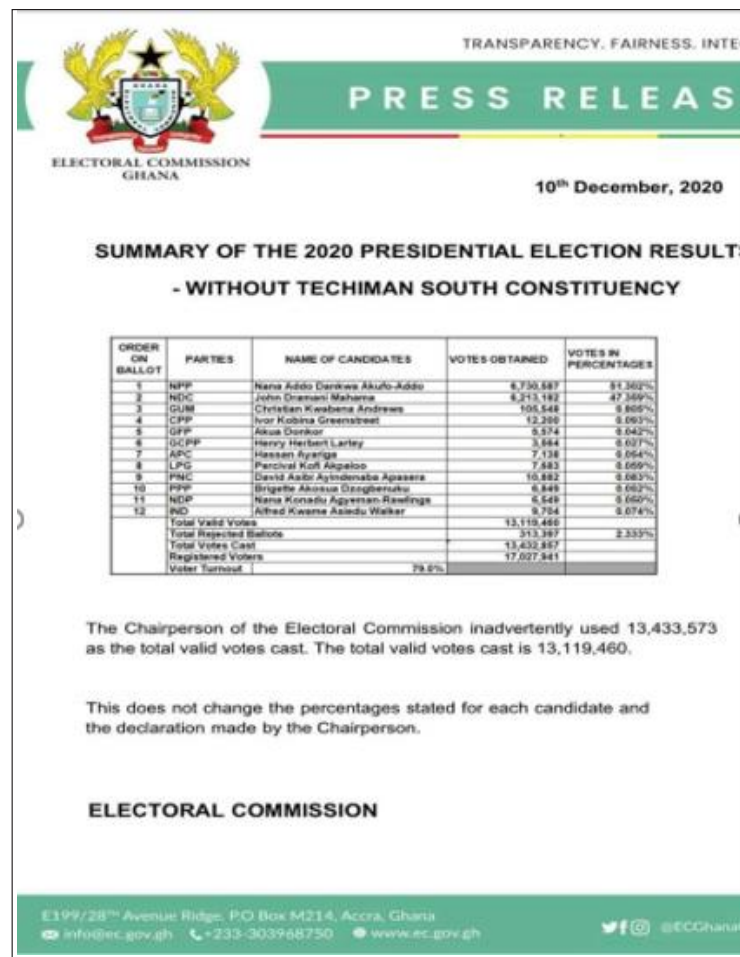 TRANSPARENCY. FAIRNESS. INTE
PRESS RELEAS
ELECTORAL COMMISSION
GHANA
10th December, 2020
SUMMARY OF THE 2020 PRESIDENTIAL ELECTION RESULTS
- WITHOUT TECHIMAN SOUTH CONSTITUENCY
ORDER ON BALLOT PARTIES NAME OF CANDIDATES VOTES OBTAINED VOTES IN PERCENTAGES
1 NPP Nana Addo Dankwa Akufo-Addo 6,730,587 51.302%
2 NDC John Dramani Mahama 6,213,182 47.359%
3 GUM Christian Kwabena Andrews 105,548 0.805%
4 CPP Ivor Kobina Greenstreet 12,200 0.093%
5 GFP Akua Donkor 5,574 0.042%
6 GCPP Henry Herbert Lartey 3,564 0.027%
7 APC Hassan Ayariga 7,138 0.054%
8 LPG Percival Kofi Akpaloo 7,683 0.059%
9 PNC David Asibi Ayindenaba Apasera 10,882 0.083%
10 PPP Brigette Akosua Dzogbenuku 6,849 0.052%
11 NDP Nana Konadu Agyeman-Rawlings 6,549 0.050%
12 IND Alfred Kwame Asiedu Walker 9,704 0.074%
Total Valid Votes 13,119,460
Total Rejected Ballots 313,397 2.333%
Total Votes Cast 13,432,857
Registered Voters 17,027,941
Voter Turnout 79.0%
The Chairperson of the Electoral Commission inadvertently used 13,433,573
as the total valid votes cast. The total valid votes cast is 13,119,460.
This does not change the percentages stated for each candidate and
the declaration made by the Chairperson.
ELECTORAL COMMISSION
E199/28TH Avenue Ridge. P.O Box M214, Accra, Ghana
info@ec.gov.gh +233-303968750 www.ec.gov.gh @ECGhana